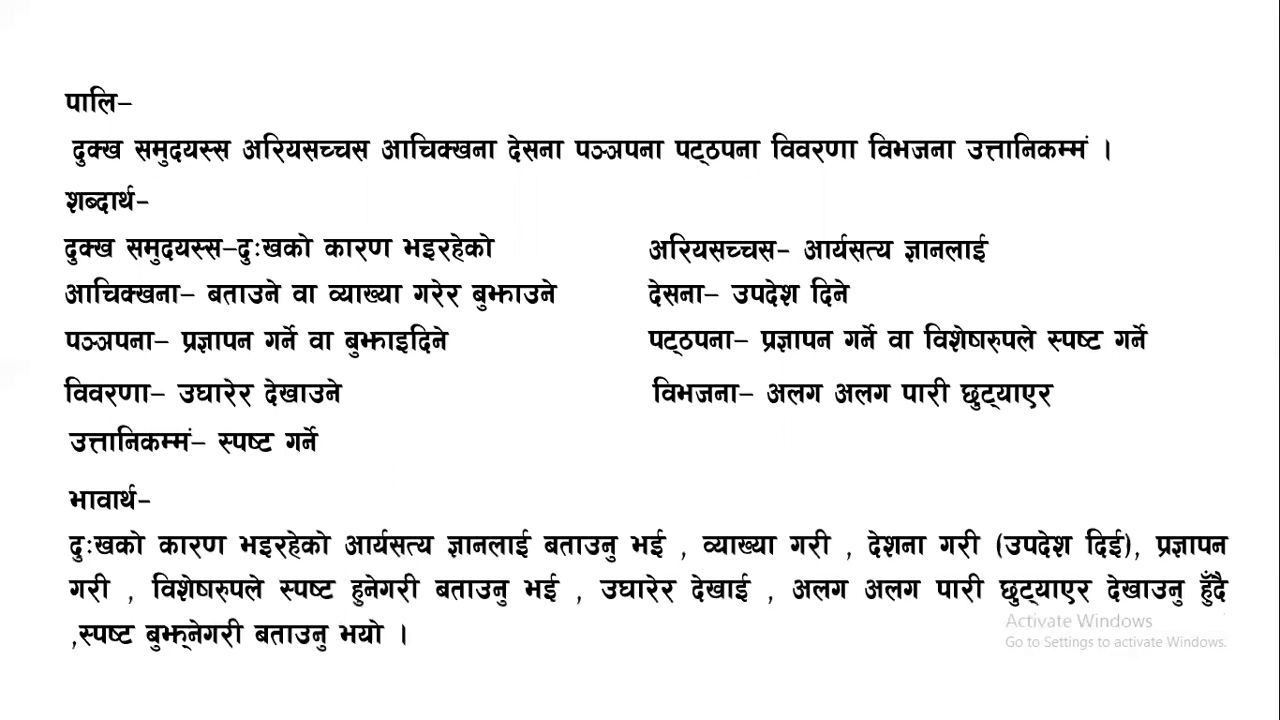 पालि–
दुक्ख समुदयस्स अरियसच्चस आचिक्खना देसना पञ्ञपना पट्ठपना विवरणा विभजना उत्तानिकम्मं ।
शब्दार्थ–
दुक्ख समुदयस्स–दुःखको कारण भइरहेको अरियसच्चस– आर्यसत्य ज्ञानलाई
आचिक्खना– बताउने वा व्याख्या गरेर बुझाउने देसना– उपदेश दिने
पञ्ञपना– प्रज्ञापन गर्ने वा बुझाइदिने पट्ठपना– प्रज्ञापन गर्ने वा विशेषरुपले स्पष्ट गर्ने
विवरणा– उघारेर देखाउने विभजना– अलग अलग पारी छुट्याएर
उत्तानिकम्मं– स्पष्ट गर्ने
भावार्थ–
दुःखको कारण भइरहेको आर्यसत्य ज्ञानलाई बताउनु भई , व्याख्या गरी , देशना गरी (उपदेश दिई), प्रज्ञापन
गरी , विशेषरुपले स्पष्ट हुनेगरी बताउनु भई , उघारेर देखाई , अलग अलग पारी छुट्याएर देखाउनु हुँदै
,स्पष्ट बुझ्नेगरी बताउनु भयो ।
Activate Windows
Go to Settings to activate Windows.